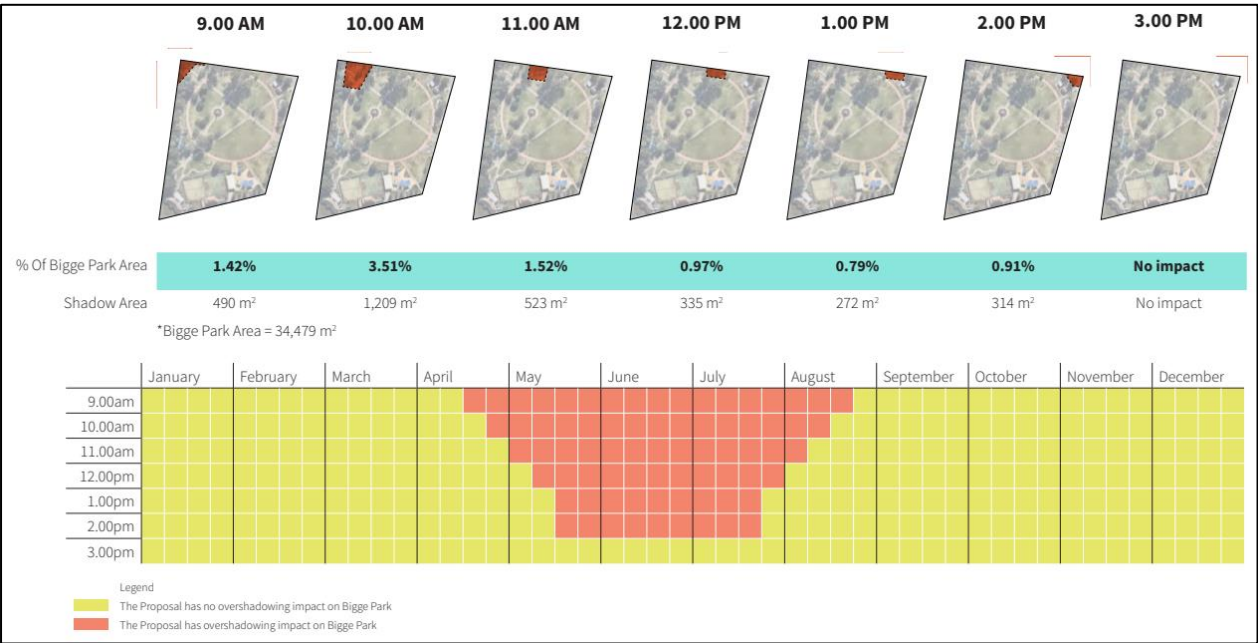 9.00 AM 10.00 AM 11.00 AM 12.00 PM 1.00 PM 2.00 PM 3.00 PM
% Of Bigge Park Area 1.42% 3.51% 1.52% 0.97% 0.79% 0.91% No impact
Shadow Area 490 m² 1,209 m² 523 m² 335 m² 272 m² 314 m² No impact
*Bigge Park Area = 34,479 m²
January February March April May June July August September October November December
9.00am
10.00am
11.00am
12.00pm
1.00pm
2.00pm
3.00pm
Legend
The Proposal has no overshadowing impact on Bigge Park
The Proposal has overshadowing impact on Bigge Park